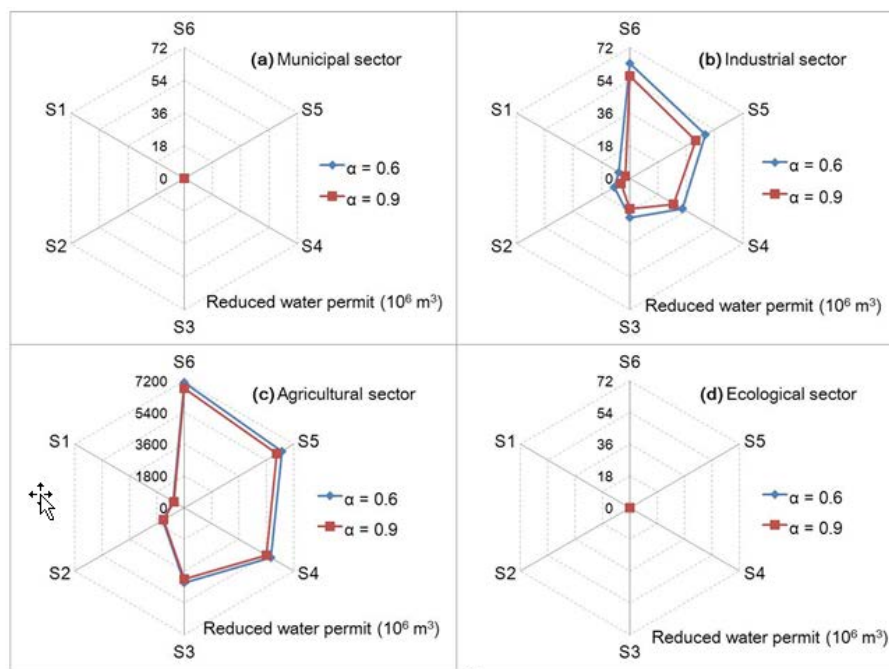 S6
72
54
36
18
0
(a) Municipal sector
S1
S5
α = 0.6
α = 0.9
S2
S4
Reduced water permit (10⁶ m³)
S3
S6
72
54
36
18
0
(b) Industrial sector
S1
S5
α = 0.6
α = 0.9
S2
S4
Reduced water permit (10⁶ m³)
S3
S6
7200
5400
3600
1800
0
(c) Agricultural sector
S1
S5
α = 0.6
α = 0.9
S2
S4
Reduced water permit (10⁶ m³)
S3
S6
72
54
36
18
0
(d) Ecological sector
S1
S5
α = 0.6
α = 0.9
S2
S4
Reduced water permit (10⁶ m³)
S3